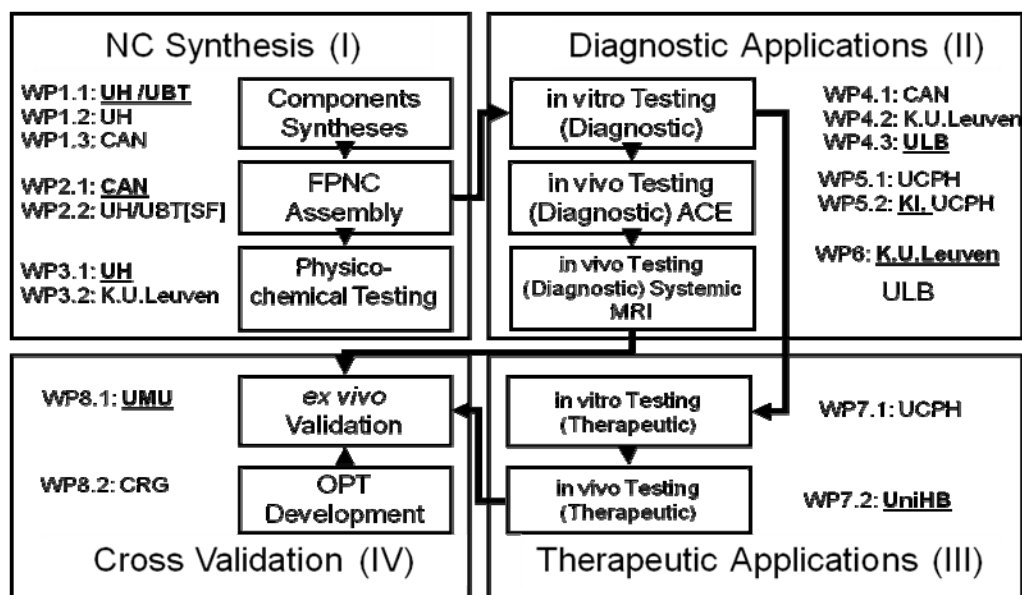 NC Synthesis (I)
WP1.1: UH /UBT
WP1.2: UH
WP1.3: CAN
WP2.1: CAN
WP2.2: UH/UBT[SF]
WP3.1: UH
WP3.2: K.U.Leuven
Components
Syntheses
FPNC
Assembly
Physico-
chemical Testing
Diagnostic Applications (II)
in vitro Testing
(Diagnostic)
in vivo Testing
(Diagnostic) ACE
in vivo Testing
(Diagnostic) Systemic
MRI
WP4.1: CAN
WP4.2: K.U.Leuven
WP4.3: ULB
WP5.1: UCPH
WP5.2: KI, UCPH
WP6: K.U.Leuven
ULB
WP8.1: UMU
WP8.2: CRG
ex vivo
Validation
OPT
Development
Cross Validation (IV)
in vitro Testing
(Therapeutic)
in vivo Testing
(Therapeutic)
WP7.1: UCPH
WP7.2: UniHB
Therapeutic Applications (III)